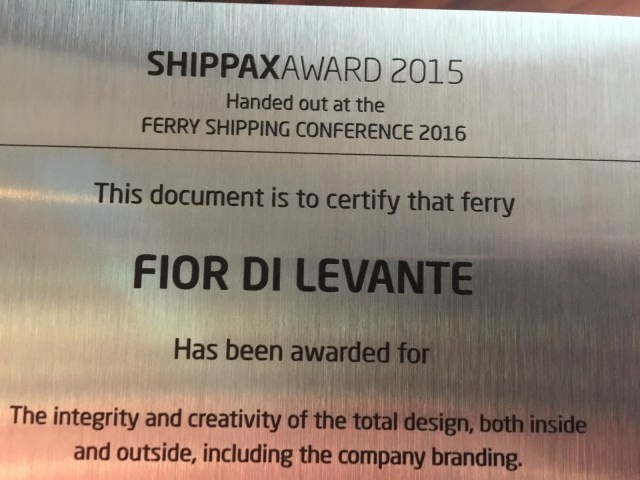 SHIPPAXAWARD 2015
Handed out at the
FERRY SHIPPING CONFERENCE 2016
This document is to certify that ferry
FIOR DI LEVANTE
Has been awarded for
The integrity and creativity of the total design, both inside
and outside, including the company branding.